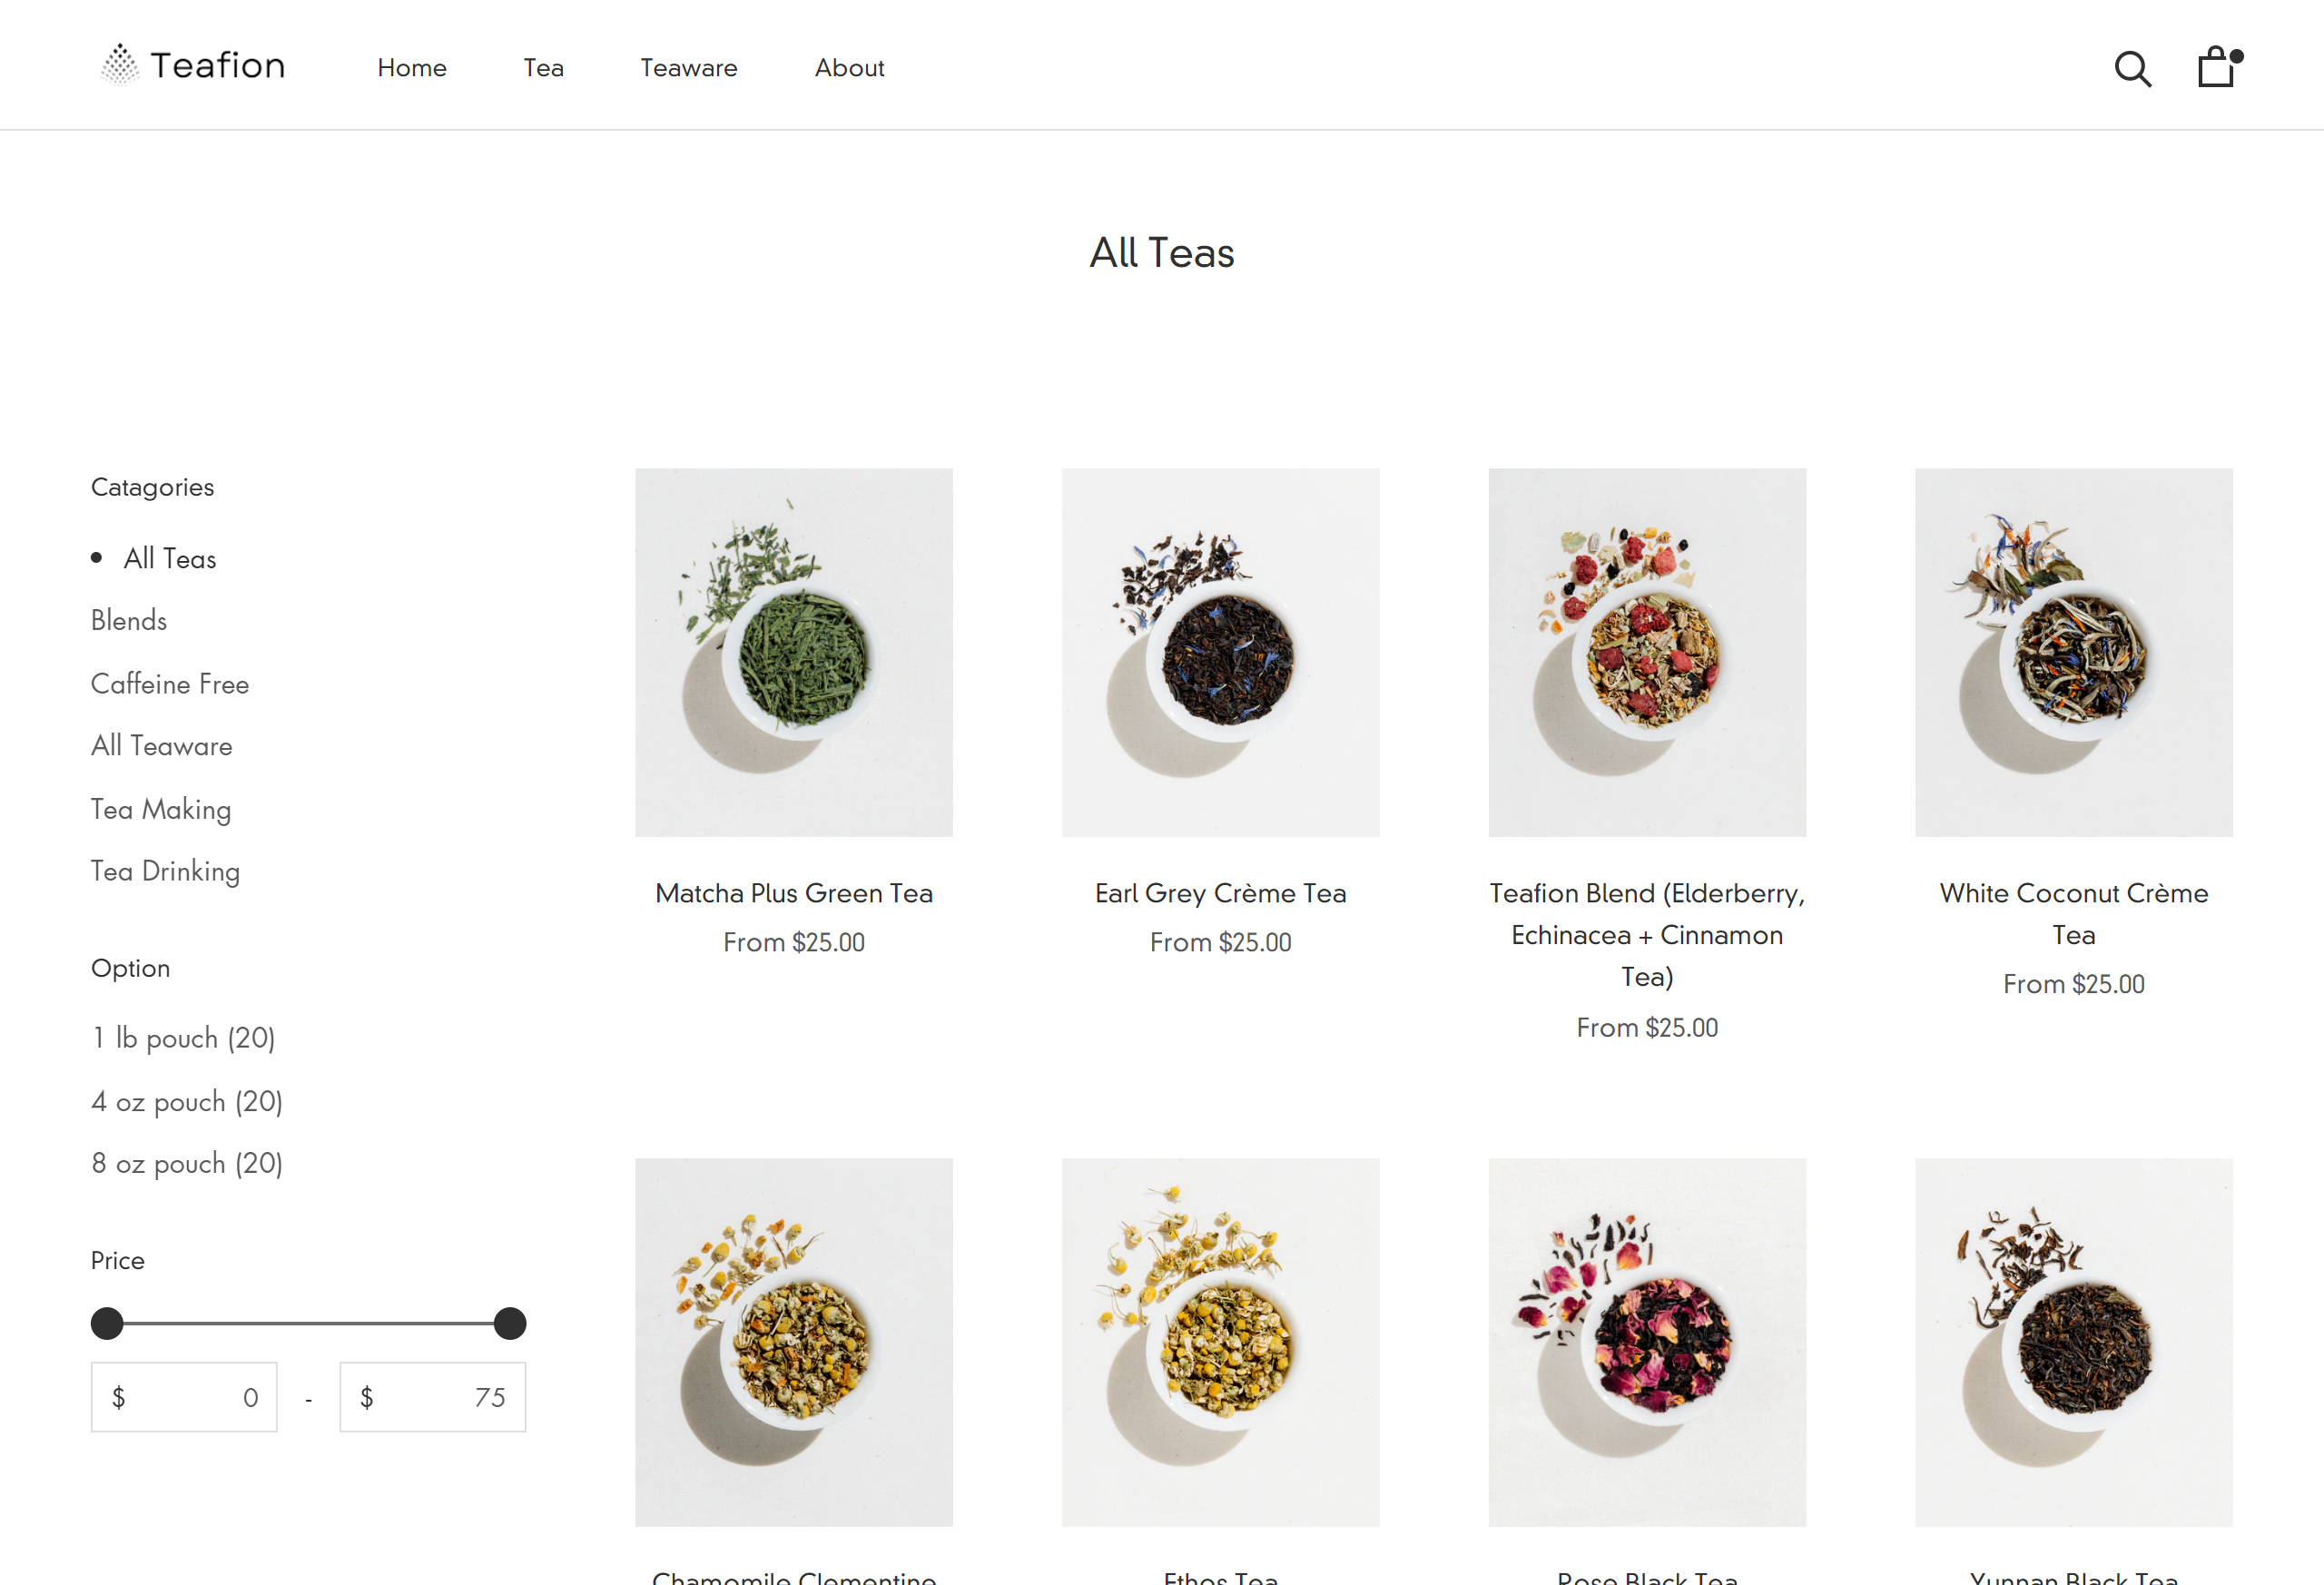 Teafion
Home
Tea
Teaware
About
All Teas
Catagories
All Teas
Blends
Caffeine Free
All Teaware
Tea Making
Tea Drinking
Option
1 lb pouch (20)
4 oz pouch (20)
8 oz pouch (20)
Price
$ 0 - $ 75
Matcha Plus Green Tea
From $25.00
Earl Grey Crème Tea
From $25.00
Teafion Blend (Elderberry,
Echinacea + Cinnamon
Tea)
From $25.00
White Coconut Crème
Tea
From $25.00
Chamomile Clementine
Ethos Tea
Rose Black Tea
Yunnan Black Tea